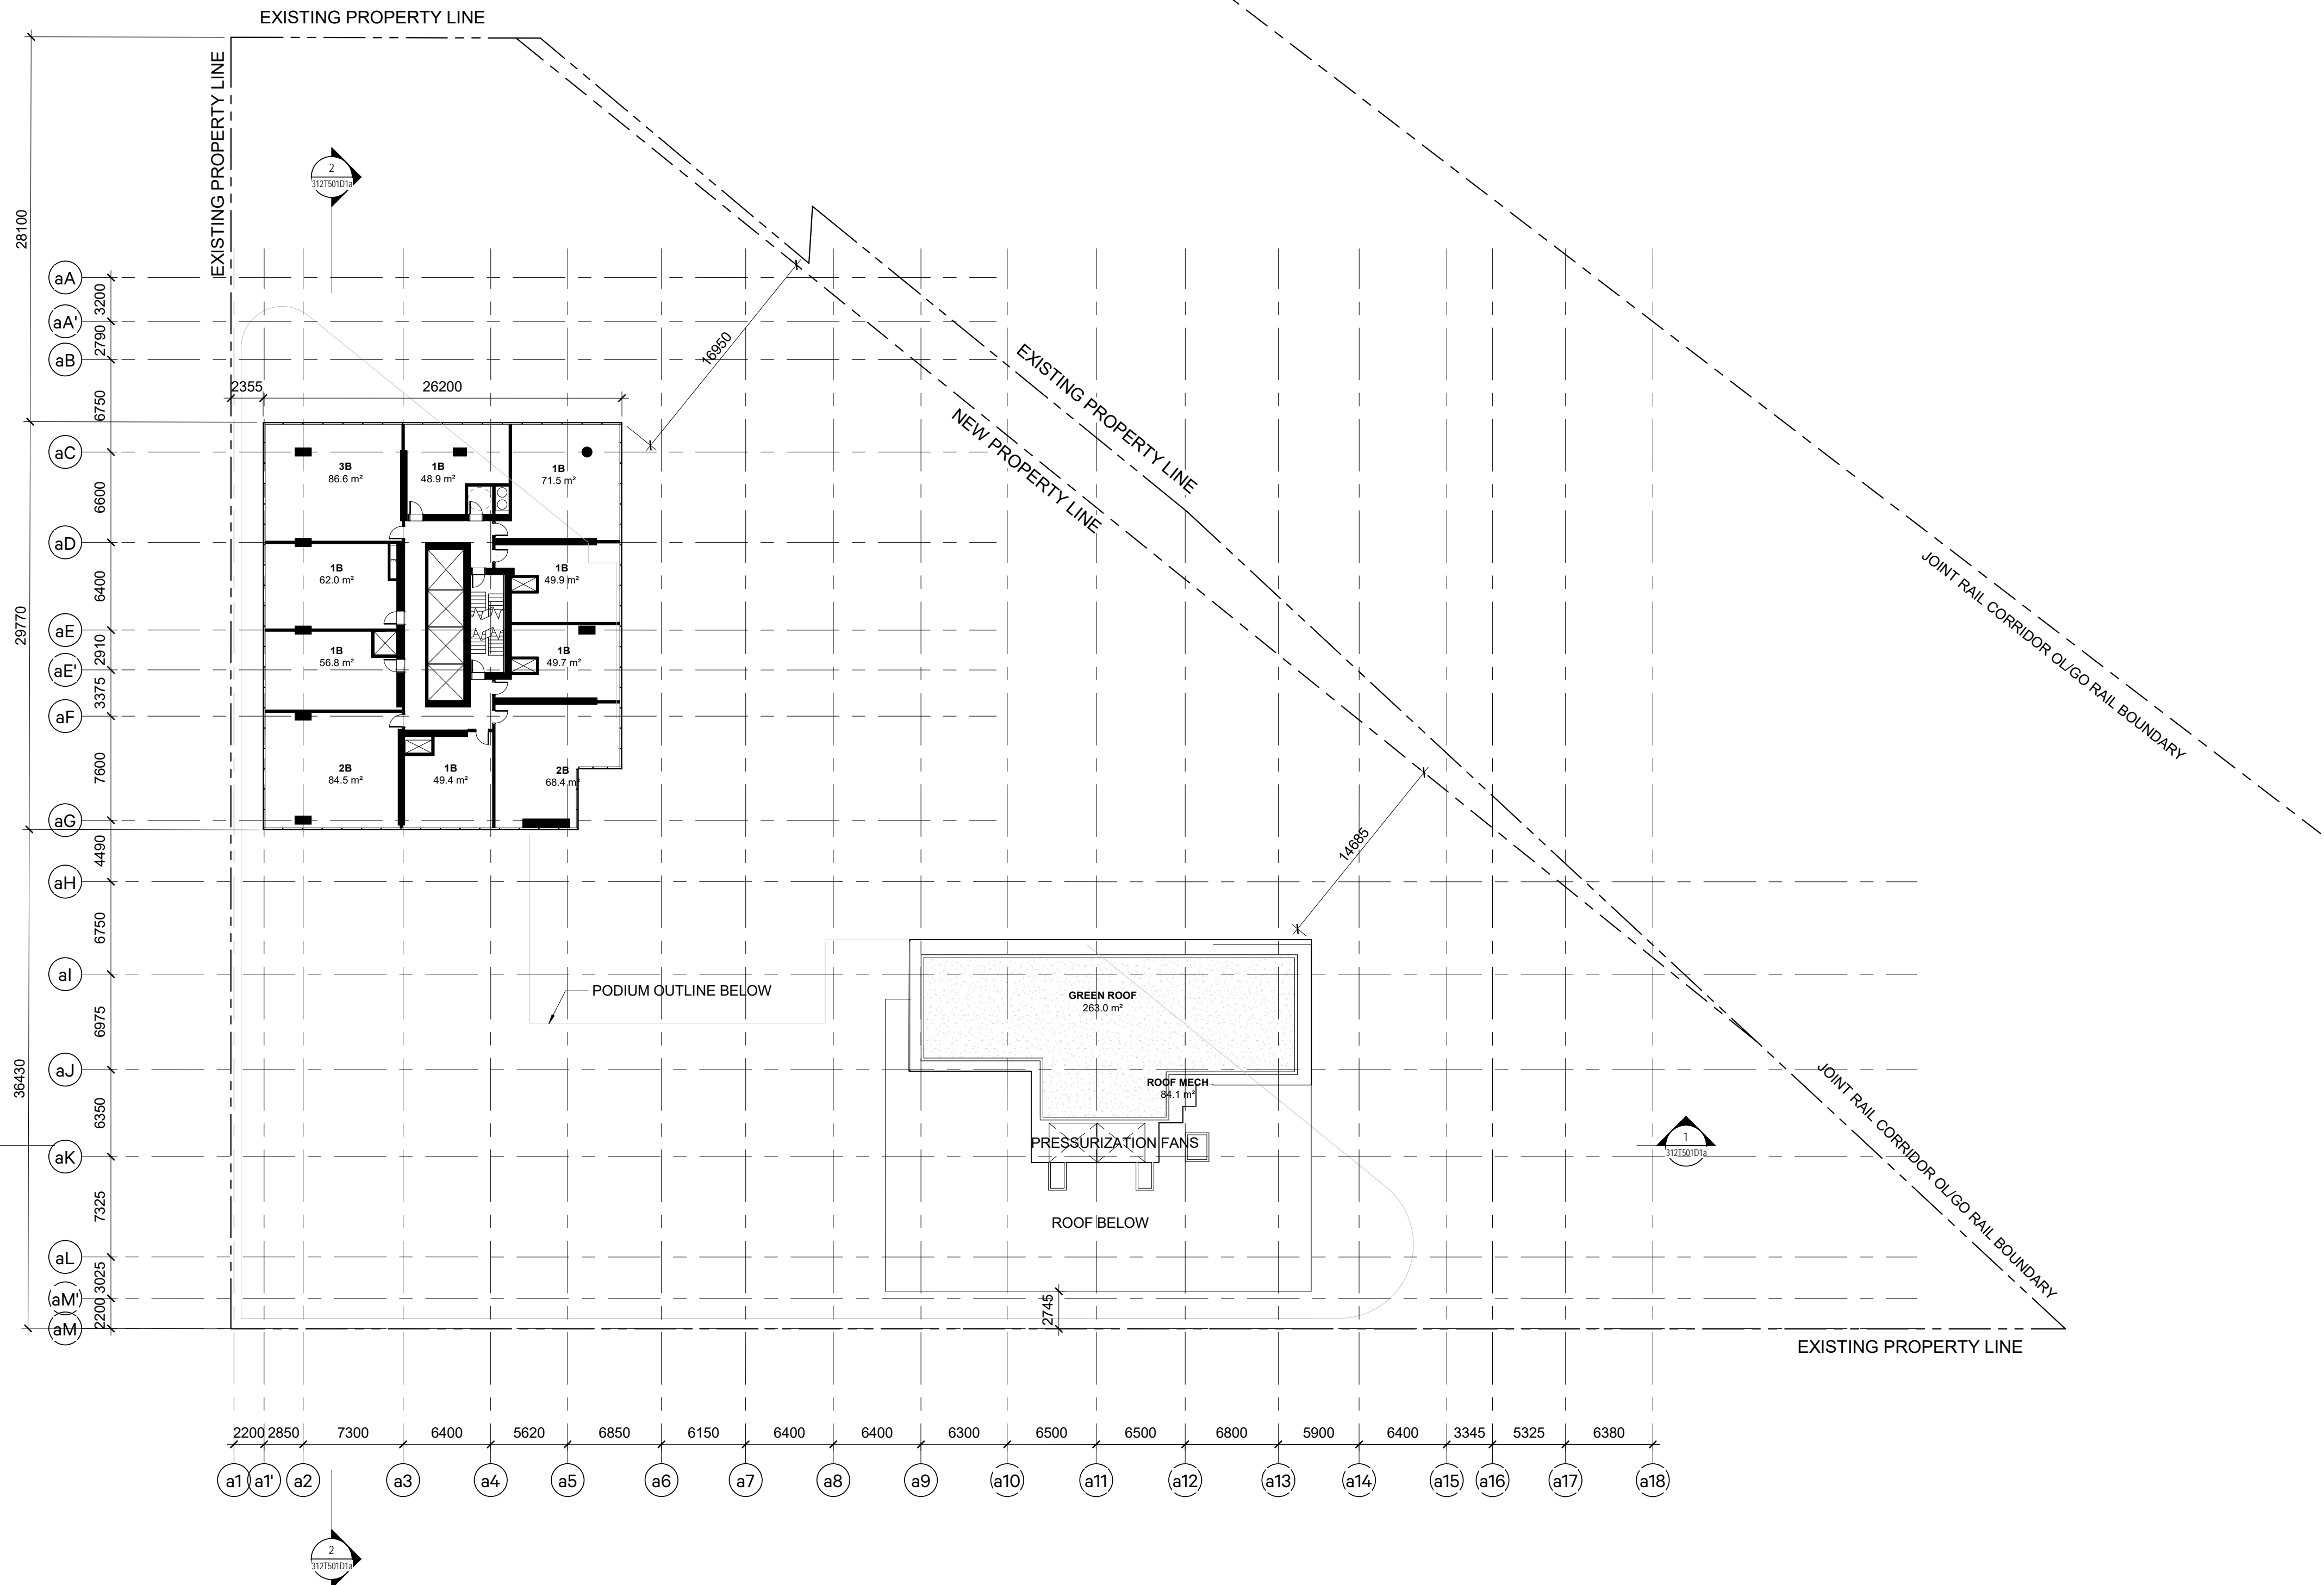 EXISTING PROPERTY LINE
EXISTING PROPERTY LINE
2
312T501D1a
28100
aA
3200
aA'
2790
aB
6750
2355
26200
16950
EXISTING PROPERTY LINE
NEW PROPERTY LINE
JOINT RAIL CORRIDOR OL/GO RAIL BOUNDARY
aC
3B
86.6 m²
1B
48.9 m²
1B
71.5 m²
6600
aD
1B
62.0 m²
1B
49.9 m²
6400
29770
aE
1B
56.8 m²
1B
49.7 m²
2910
aE'
3375
aF
7600
2B
84.5 m²
1B
49.4 m²
2B
68.4 m²
aG
4490
14685
aH
6750
aI
PODIUM OUTLINE BELOW
GREEN ROOF
263.0 m²
6975
36430
aJ
ROOF MECH
84.1 m²
JOINT RAIL CORRIDOR OL/GO RAIL BOUNDARY
6350
PRESSURIZATION FANS
1
312T501D1a
aK
7325
ROOF BELOW
aL
3025
aM'
2200
2745
aM
EXISTING PROPERTY LINE
2200 2850 7300 6400 5620 6850 6150 6400 6400 6300 6500 6500 6800 5900 6400 3345 5325 6380
a1 a1' a2 a3 a4 a5 a6 a7 a8 a9 a10 a11 a12 a13 a14 a15 a16 a17 a18
2
312T501D1a